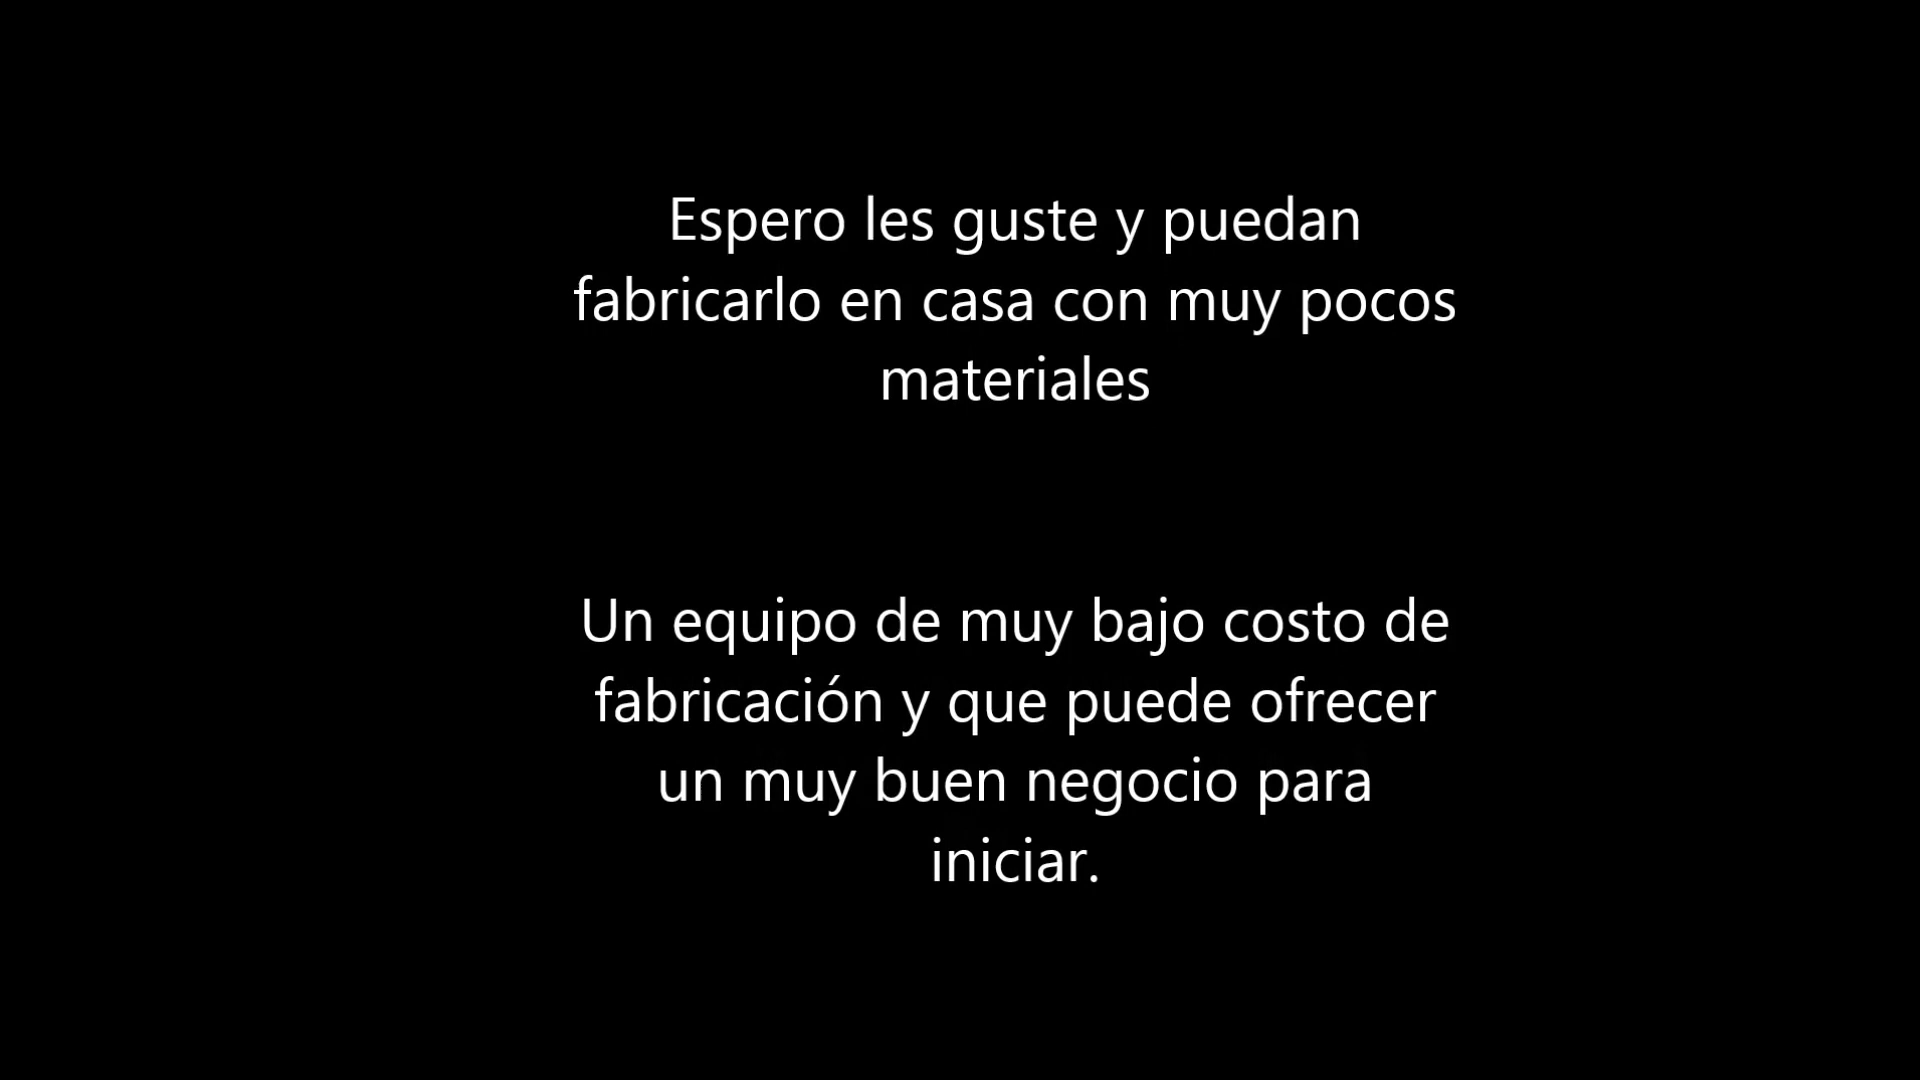 Espero les guste y puedan
fabricarlo en casa con muy pocos
materiales
Un equipo de muy bajo costo de
fabricación y que puede ofrecer
un muy buen negocio para
iniciar.